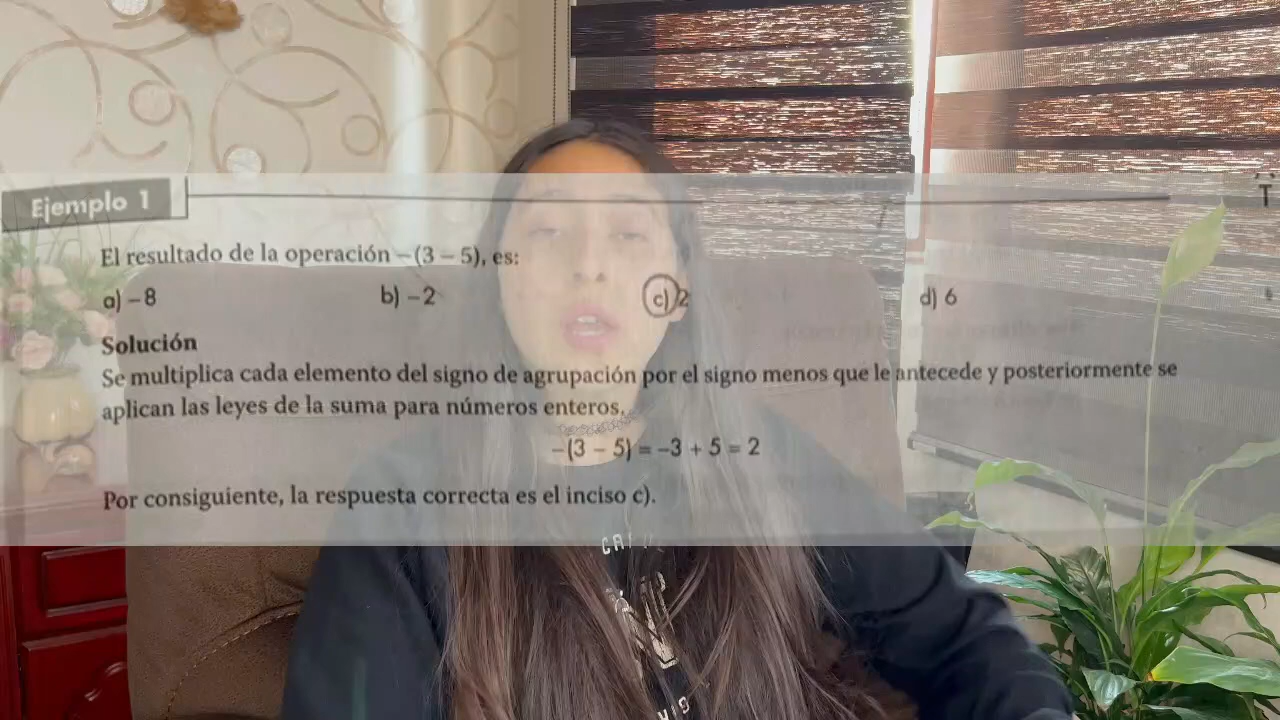 Ejemplo 1
El resultado de la operación −(3 − 5), es:
a) −8 b) −2 c) 2 d) 6
Solución
Se multiplica cada elemento del signo de agrupación por el signo menos que le antecede y posteriormente se
aplican las leyes de la suma para números enteros.
−(3 − 5) = −3 + 5 = 2
Por consiguiente, la respuesta correcta es el inciso c).